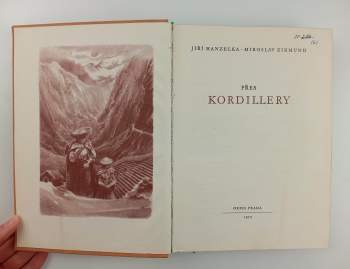 JIŘÍ HANZELKA - MIROSLAV ZIKMUND
PŘES
KORDILLERY
ORBIS PRAHA